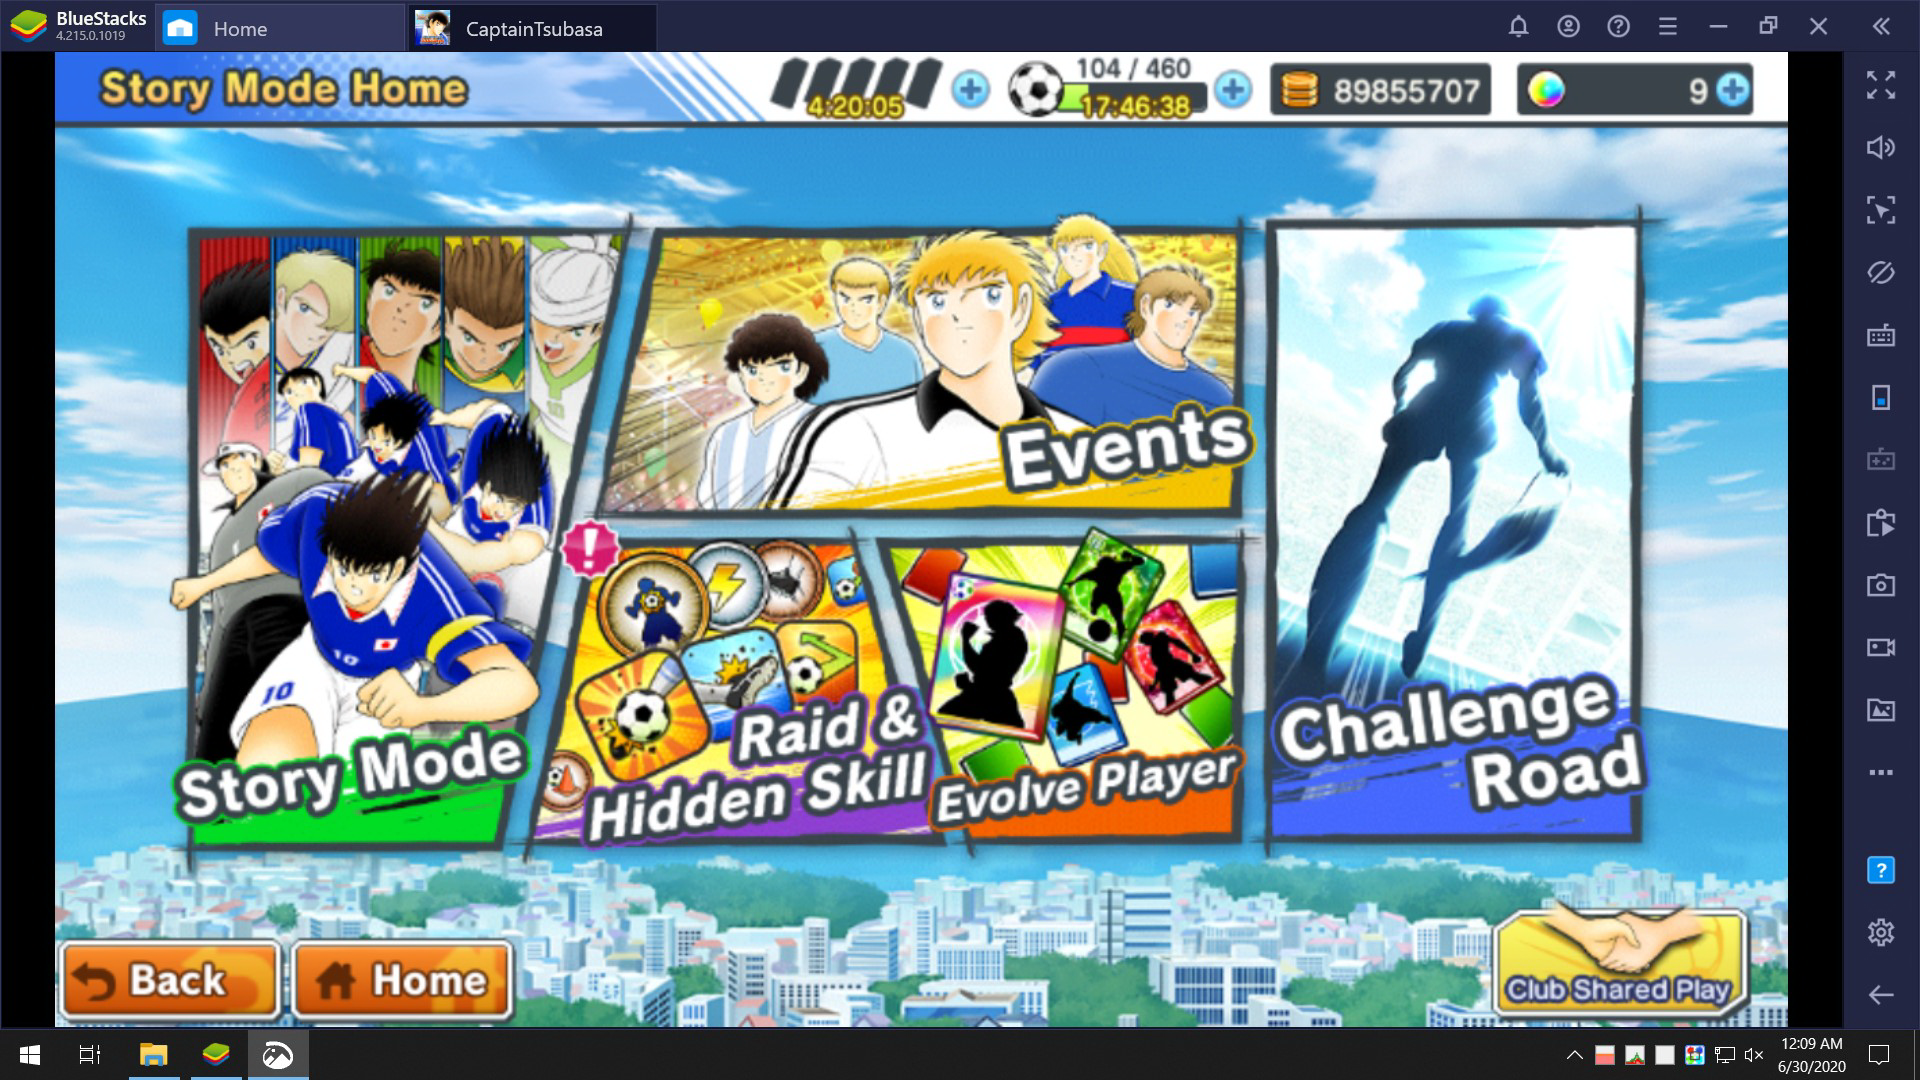 BlueStacks
4.215.0.1019
Home
CaptainTsubasa
Story Mode Home
4:20:05
104 / 460
17:46:38
89855707
9
Events
10
10
Story Mode
Raid &
Hidden Skill
Evolve Player
Challenge
Road
Back
Home
Club Shared Play
12:09 AM
6/30/2020